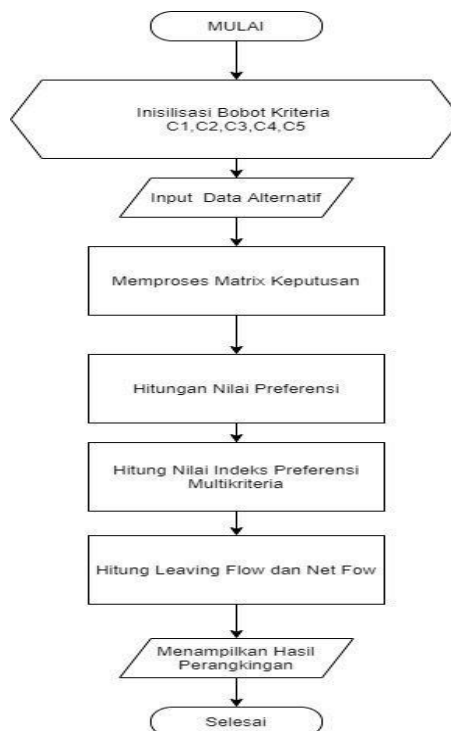 MULAI
Inisilisasi Bobot Kriteria
C1,C2,C3,C4,C5
Input Data Alternatif
Memproses Matrix Keputusan
Hitungan Nilai Preferensi
Hitung Nilai Indeks Preferensi
Multikriteria
Hitung Leaving Flow dan Net Fow
Menampilkan Hasil
Perangkingan
Selesai